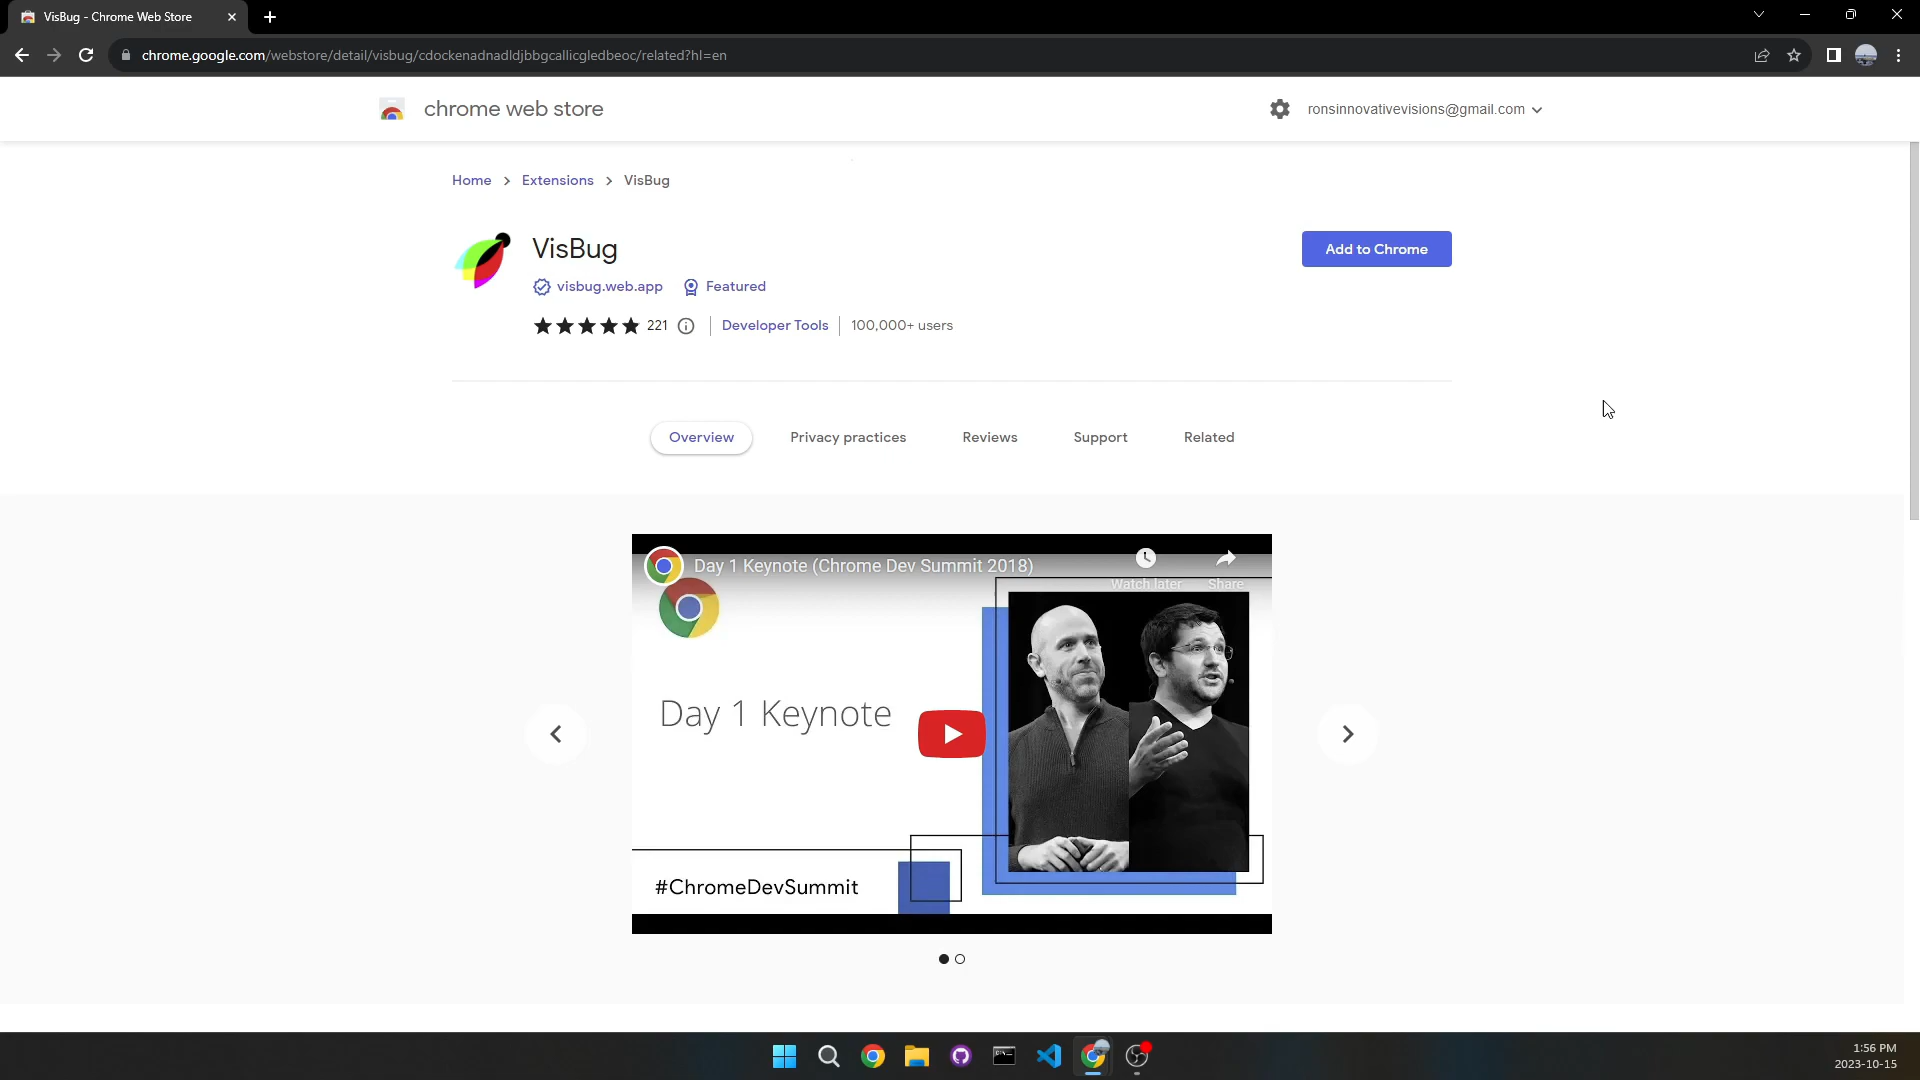 VisBug - Chrome Web Store
chrome.google.com/webstore/detail/visbug/cdockenadnadldjbbgcallicgledbeoc/related?hl=en
chrome web store
ronsinnovativevisions@gmail.com
Home > Extensions > VisBug
VisBug
Add to Chrome
visbug.web.app Featured
221 Developer Tools 100,000+ users
Overview Privacy practices Reviews Support Related
Day 1 Keynote (Chrome Dev Summit 2018)
Watch later Share
Day 1 Keynote
#ChromeDevSummit
1:56 PM
2023-10-15